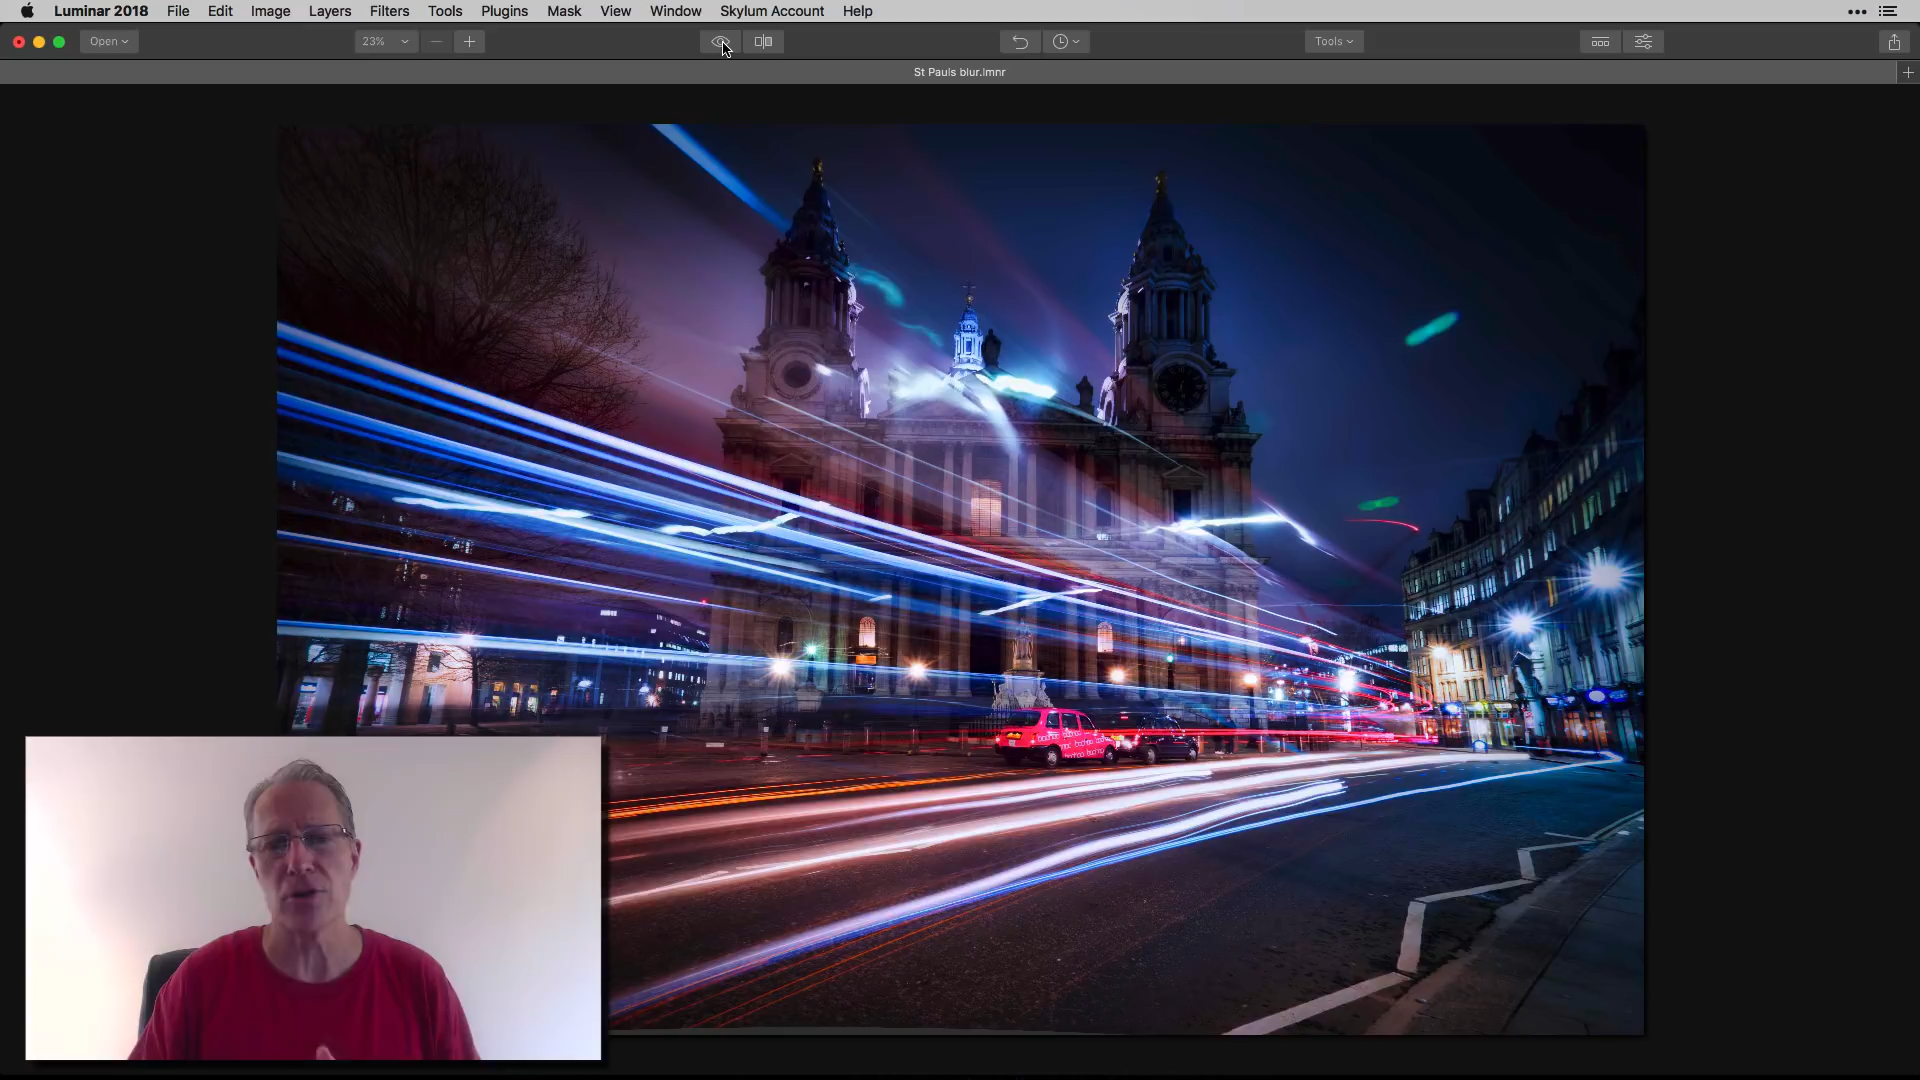 Luminar 2018 File Edit Image Layers Filters Tools Plugins Mask View Window Skylum Account Help
Open 23% Tools
St Pauls blur.lmnr